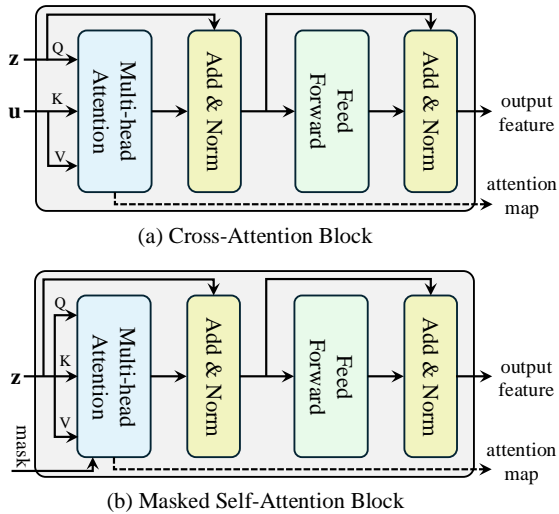 z
Q
u
K
V
Multi-head
Attention
Add & Norm
Feed
Forward
Add & Norm
output
feature
attention
map
(a) Cross-Attention Block
z
Q
K
V
mask
Multi-head
Attention
Add & Norm
Feed
Forward
Add & Norm
output
feature
attention
map
(b) Masked Self-Attention Block